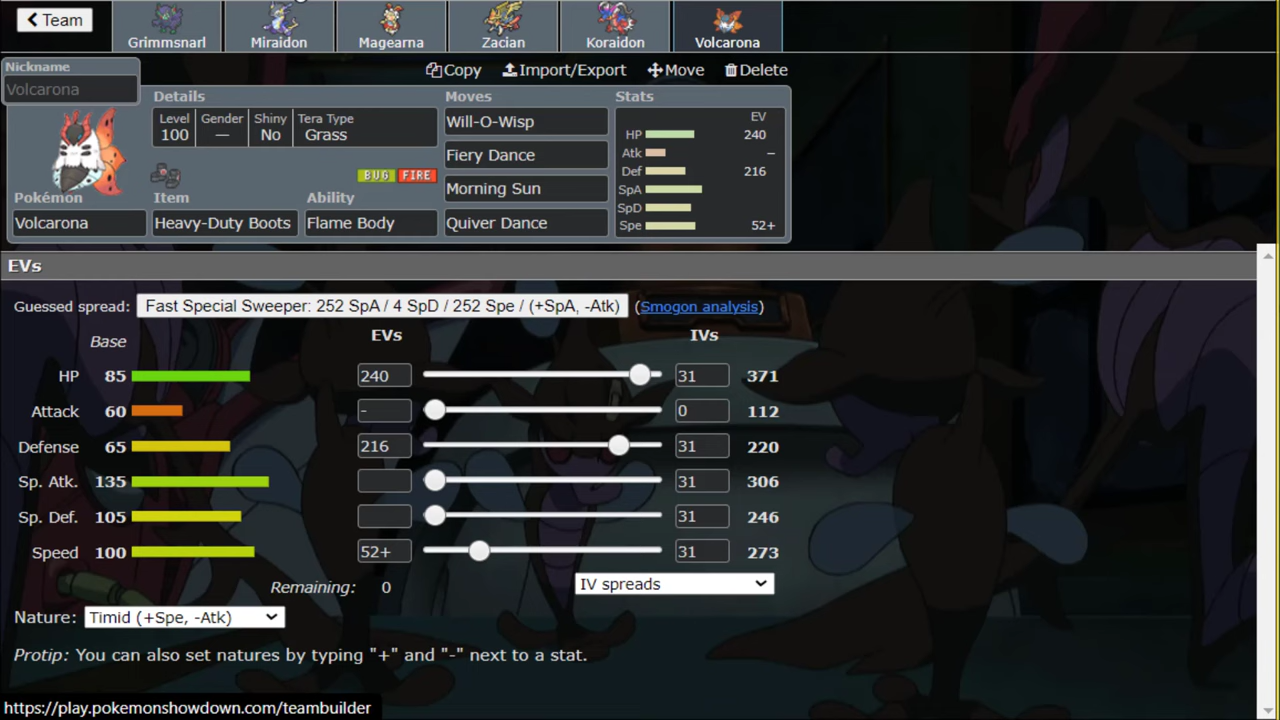 Team
Grimmsnarl
Miraidon
Magearna
Zacian
Koraidon
Volcarona
Nickname
Volcarona
Copy
Import/Export
Move
Delete
Details
Moves
Stats
Level
100
Gender
—
Shiny
No
Tera Type
Grass
BUG
FIRE
Pokémon
Volcarona
Item
Heavy-Duty Boots
Ability
Flame Body
Will-O-Wisp
Fiery Dance
Morning Sun
Quiver Dance
EV
HP 240
Atk –
Def 216
SpA
SpD
Spe 52+
EVs
Guessed spread: Fast Special Sweeper: 252 SpA / 4 SpD / 252 Spe / (+SpA, -Atk) (Smogon analysis)
Base EVs IVs
HP 85 240 31 371
Attack 60 - 0 112
Defense 65 216 31 220
Sp. Atk. 135 31 306
Sp. Def. 105 31 246
Speed 100 52+ 31 273
Remaining: 0 IV spreads
Nature: Timid (+Spe, -Atk)
Protip: You can also set natures by typing "+" and "-" next to a stat.
https://play.pokemonshowdown.com/teambuilder